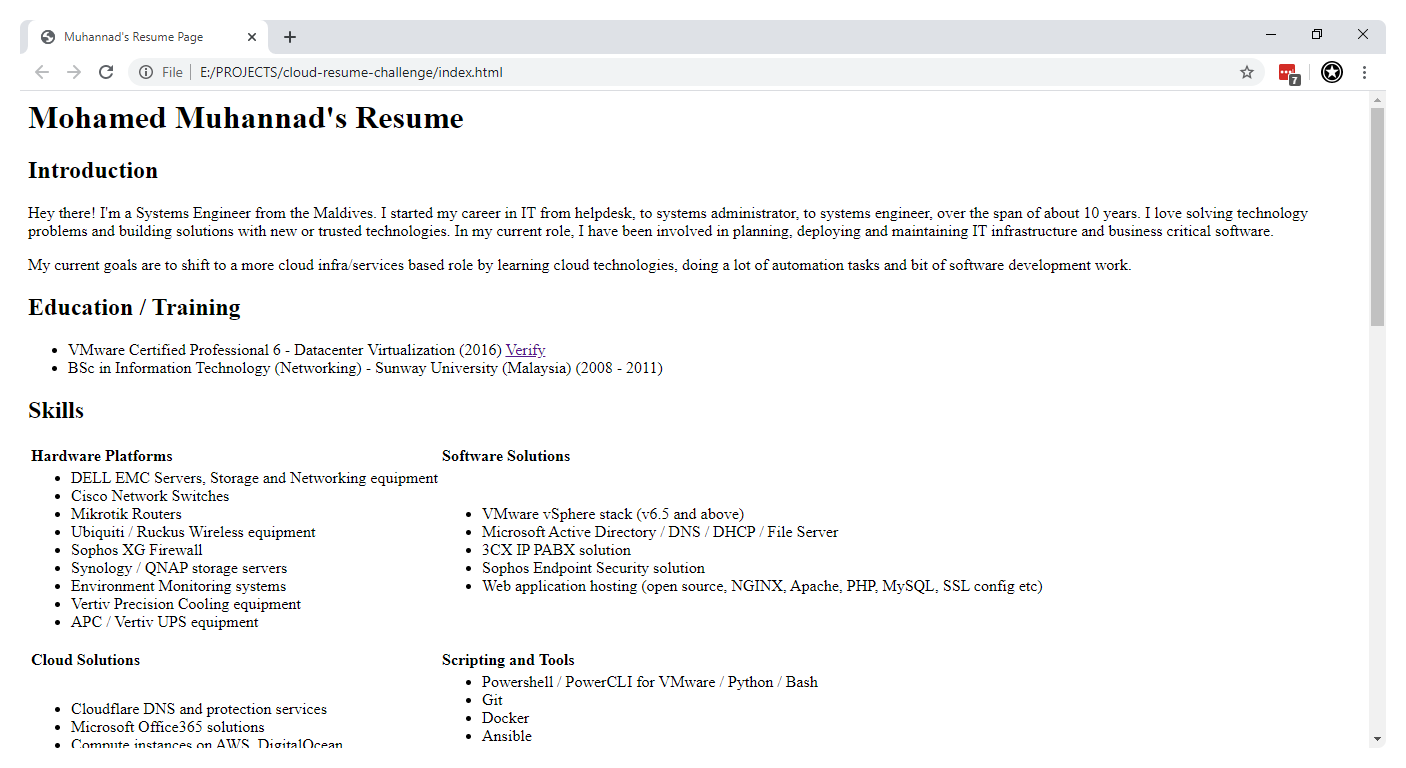 Muhannad's Resume Page
File
E:/PROJECTS/cloud-resume-challenge/index.html
7
Mohamed Muhannad's Resume
Introduction
Hey there! I'm a Systems Engineer from the Maldives. I started my career in IT from helpdesk, to systems administrator, to systems engineer, over the span of about 10 years. I love solving technology
problems and building solutions with new or trusted technologies. In my current role, I have been involved in planning, deploying and maintaining IT infrastructure and business critical software.
My current goals are to shift to a more cloud infra/services based role by learning cloud technologies, doing a lot of automation tasks and bit of software development work.
Education / Training
• VMware Certified Professional 6 - Datacenter Virtualization (2016) Verify
• BSc in Information Technology (Networking) - Sunway University (Malaysia) (2008 - 2011)
Skills
Hardware Platforms
• DELL EMC Servers, Storage and Networking equipment
• Cisco Network Switches
• Mikrotik Routers
• Ubiquiti / Ruckus Wireless equipment
• Sophos XG Firewall
• Synology / QNAP storage servers
• Environment Monitoring systems
• Vertiv Precision Cooling equipment
• APC / Vertiv UPS equipment
Software Solutions
• VMware vSphere stack (v6.5 and above)
• Microsoft Active Directory / DNS / DHCP / File Server
• 3CX IP PABX solution
• Sophos Endpoint Security solution
• Web application hosting (open source, NGINX, Apache, PHP, MySQL, SSL config etc)
Cloud Solutions
• Cloudflare DNS and protection services
• Microsoft Office365 solutions
• Compute instances on AWS, DigitalOcean
Scripting and Tools
• Powershell / PowerCLI for VMware / Python / Bash
• Git
• Docker
• Ansible